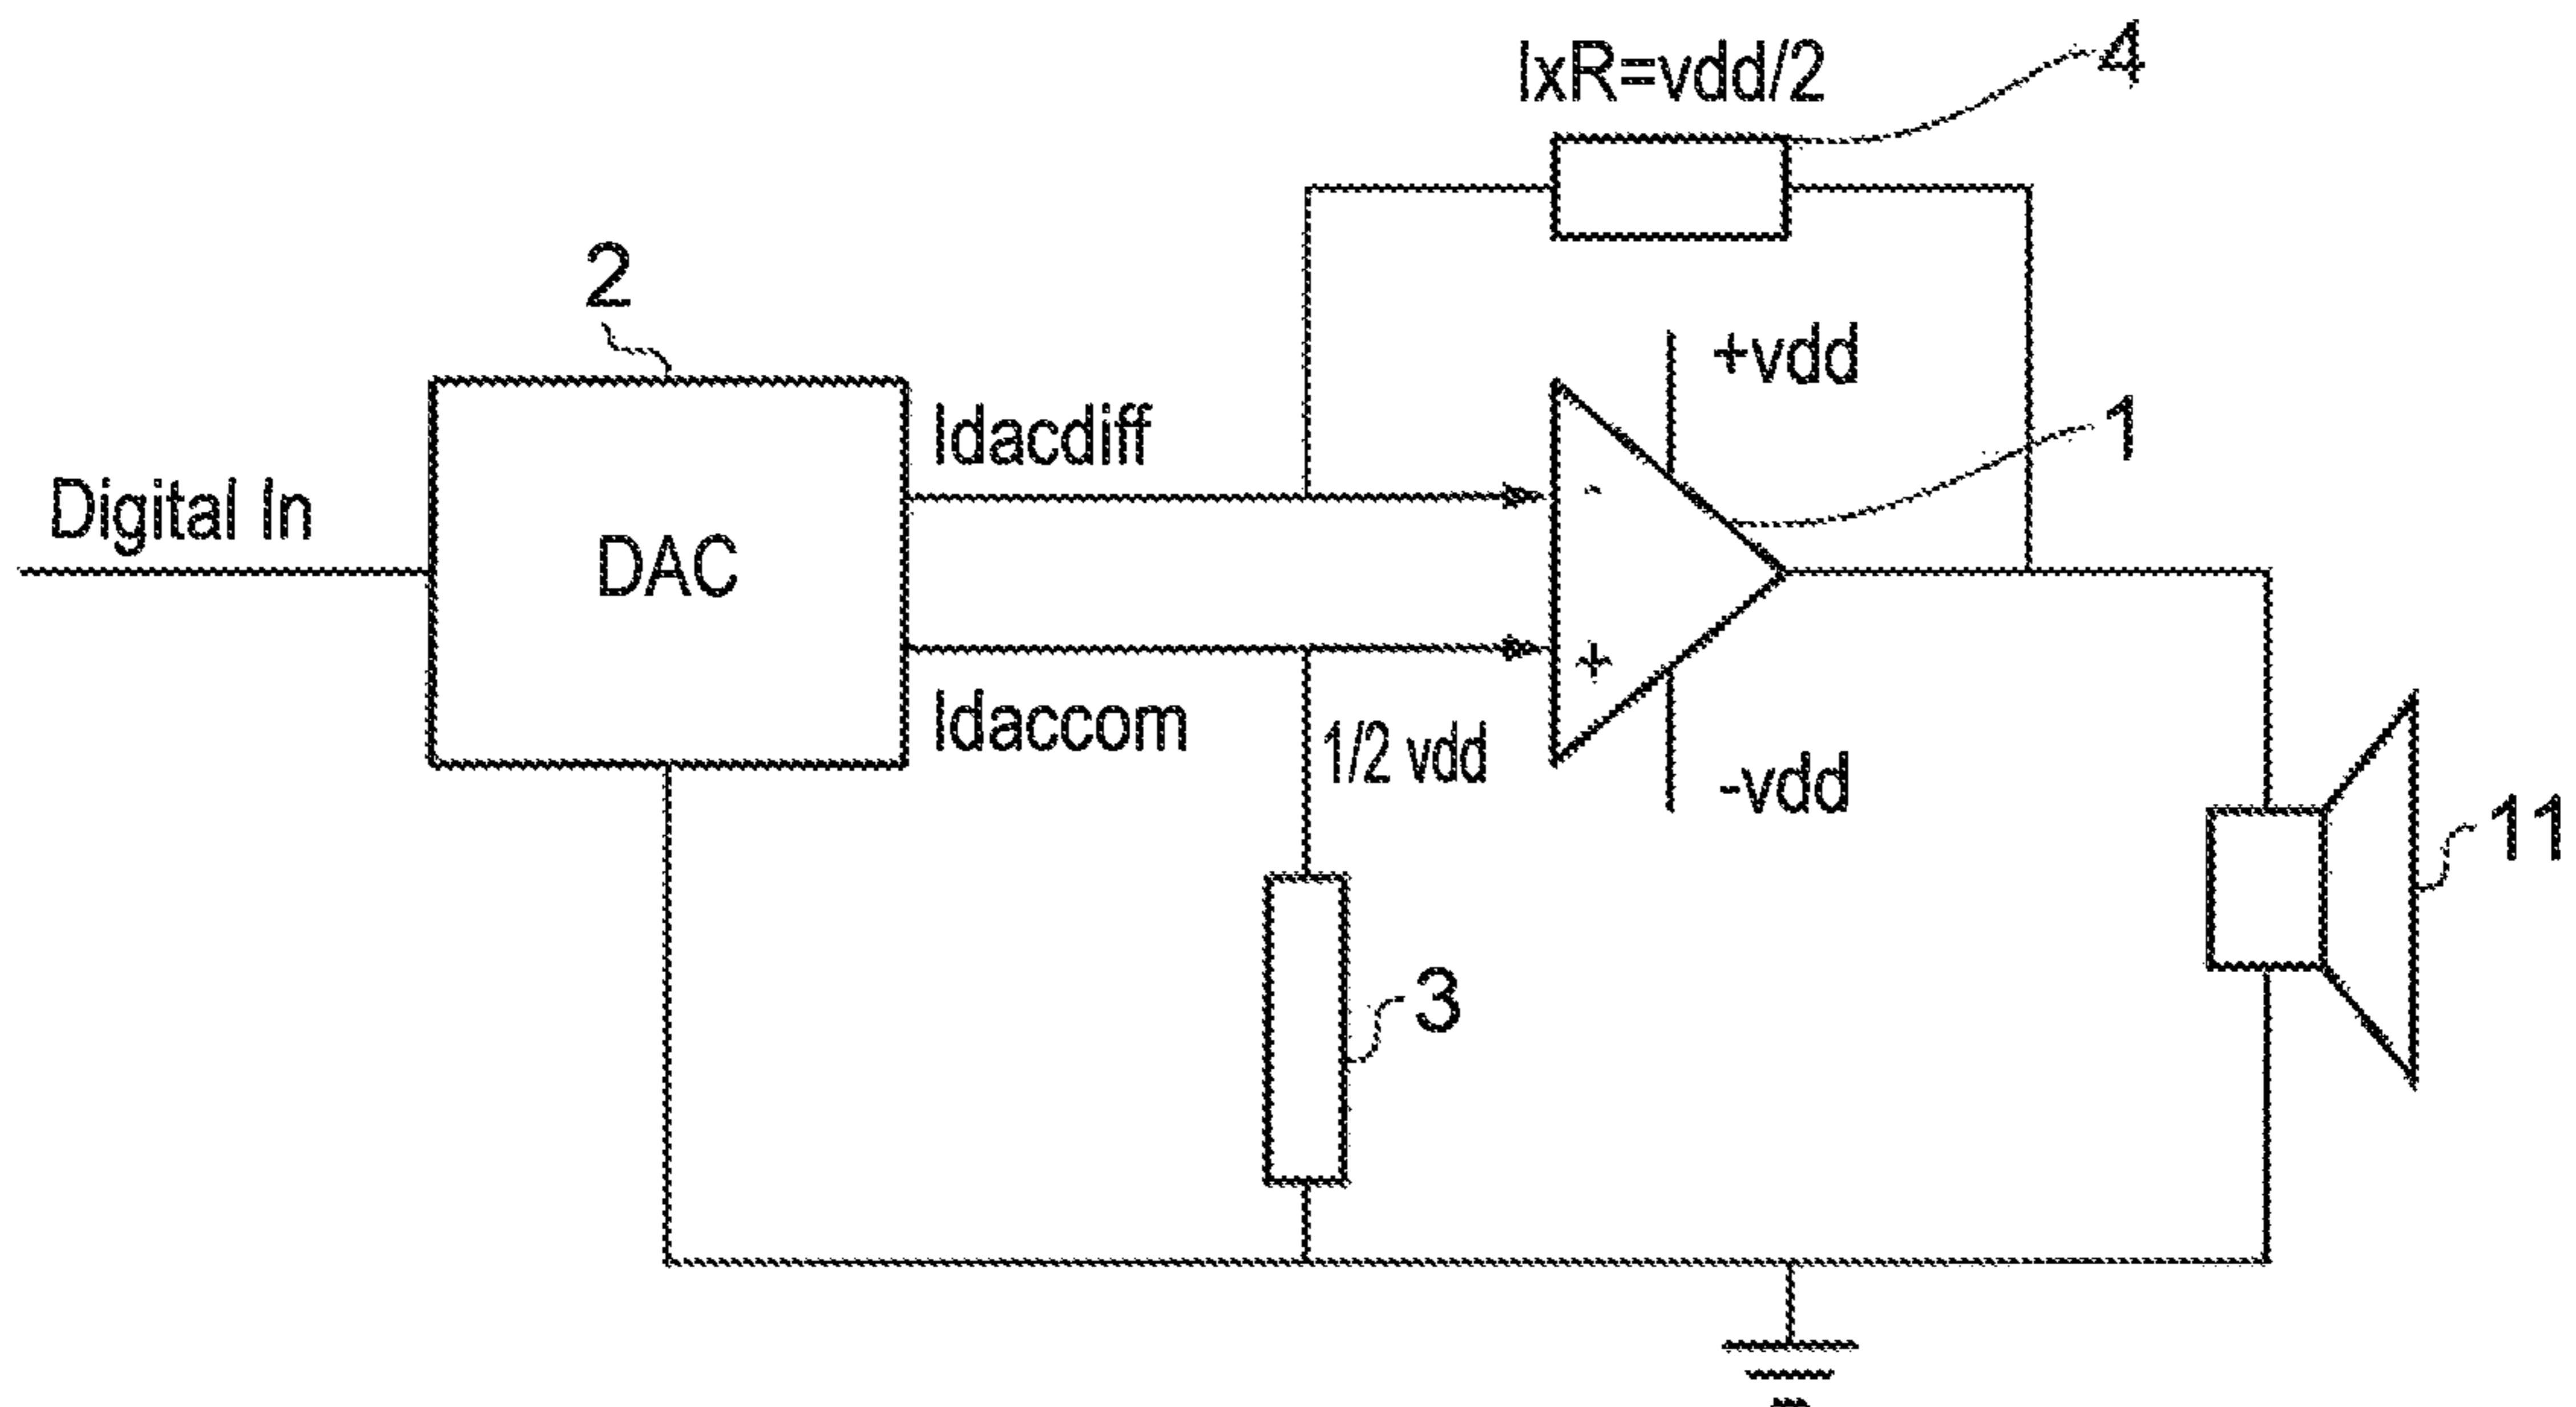 IxR=vdd/2
4
2
+vdd
Idacdiff
1
Digital In
-
DAC
+
Idaccom
1/2 vdd
-vdd
11
3